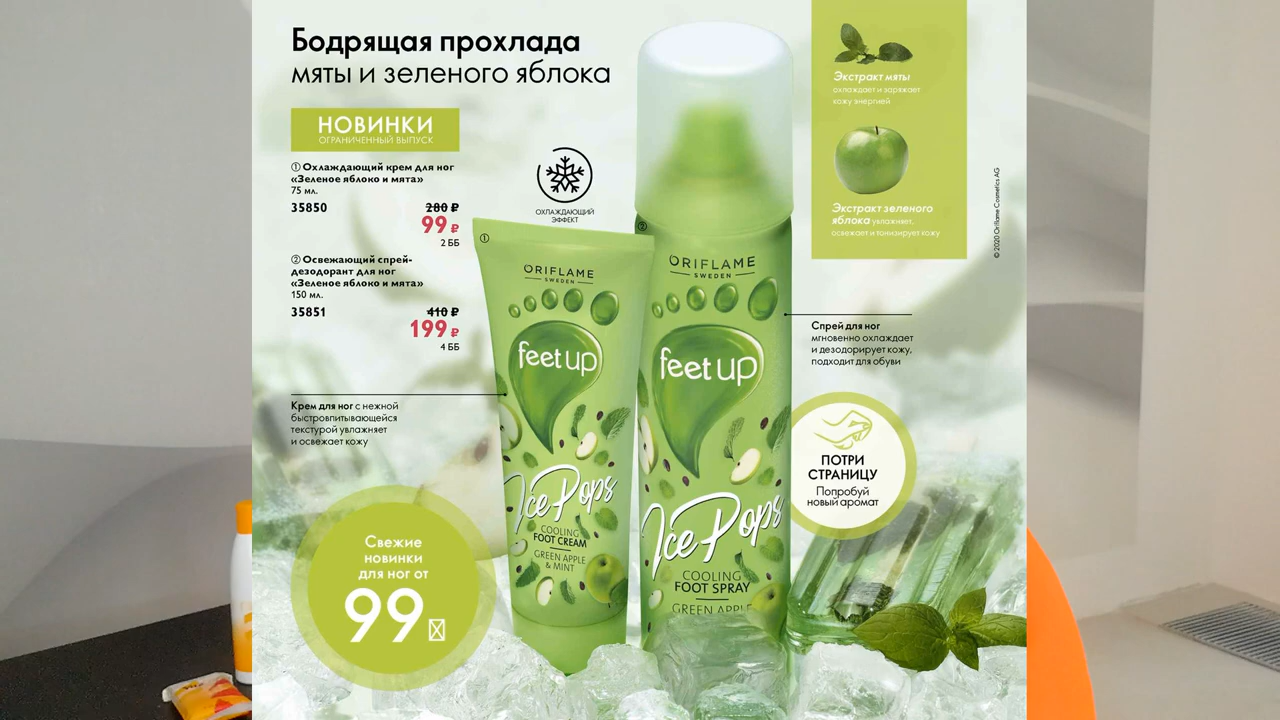 Бодрящая прохлада
мяты и зеленого яблока
НОВИНКИ
ОГРАНИЧЕННЫЙ ВЫПУСК
① Охлаждающий крем для ног
«Зеленое яблоко и мята»
75 мл.
35850 280 ₽
99 ₽
2 ББ
② Освежающий спрей-
дезодорант для ног
«Зеленое яблоко и мята»
150 мл.
35851 410 ₽
199 ₽
4 ББ
ОХЛАЖДАЮЩИЙ
ЭФФЕКТ
Крем для ног с нежной
быстровпитывающейся
текстурой увлажняет
и освежает кожу
Свежие
новинки
для ног от
99
①
ORIFLAME
SWEDEN
feet up
Ice Pops
COOLING
FOOT CREAM
GREEN APPLE
& MINT
②
ORIFLAME
SWEDEN
feet up
Ice Pops
COOLING
FOOT SPRAY
GREEN APPLE
Экстракт мяты
охлаждает и заряжает
кожу энергией
Экстракт зеленого
яблока увлажняет,
освежает и тонизирует кожу
© 2020 Oriflame Cosmetics AG
Спрей для ног
мгновенно охлаждает
и дезодорирует кожу,
подходит для обуви
ПОТРИ
СТРАНИЦУ
Попробуй
новый аромат